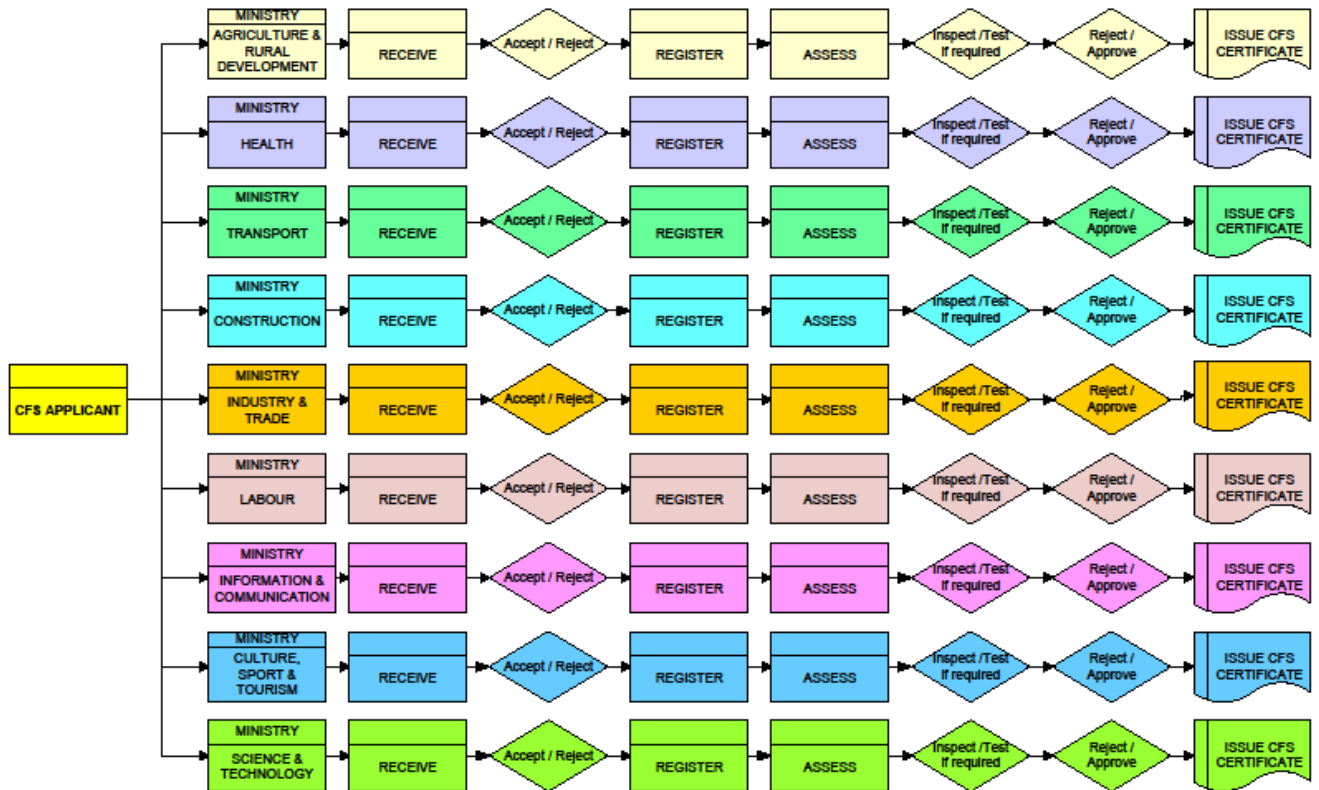 MINISTRY
AGRICULTURE &
RURAL
DEVELOPMENT
RECEIVE
Accept / Reject
REGISTER
ASSESS
Inspect /Test
If required
Reject /
Approve
ISSUE CFS
CERTIFICATE
MINISTRY
HEALTH
RECEIVE
Accept / Reject
REGISTER
ASSESS
Inspect /Test
If required
Reject /
Approve
ISSUE CFS
CERTIFICATE
MINISTRY
TRANSPORT
RECEIVE
Accept / Reject
REGISTER
ASSESS
Inspect /Test
If required
Reject /
Approve
ISSUE CFS
CERTIFICATE
MINISTRY
CONSTRUCTION
RECEIVE
Accept / Reject
REGISTER
ASSESS
Inspect /Test
If required
Reject /
Approve
ISSUE CFS
CERTIFICATE
CFS APPLICANT
MINISTRY
INDUSTRY &
TRADE
RECEIVE
Accept / Reject
REGISTER
ASSESS
Inspect /Test
If required
Reject /
Approve
ISSUE CFS
CERTIFICATE
MINISTRY
LABOUR
RECEIVE
Accept / Reject
REGISTER
ASSESS
Inspect /Test
If required
Reject /
Approve
ISSUE CFS
CERTIFICATE
MINISTRY
INFORMATION &
COMMUNICATION
RECEIVE
Accept / Reject
REGISTER
ASSESS
Inspect /Test
If required
Reject /
Approve
ISSUE CFS
CERTIFICATE
MINISTRY
CULTURE,
SPORT &
TOURISM
RECEIVE
Accept / Reject
REGISTER
ASSESS
Inspect /Test
If required
Reject /
Approve
ISSUE CFS
CERTIFICATE
MINISTRY
SCIENCE &
TECHNOLOGY
RECEIVE
Accept / Reject
REGISTER
ASSESS
Inspect /Test
If required
Reject /
Approve
ISSUE CFS
CERTIFICATE